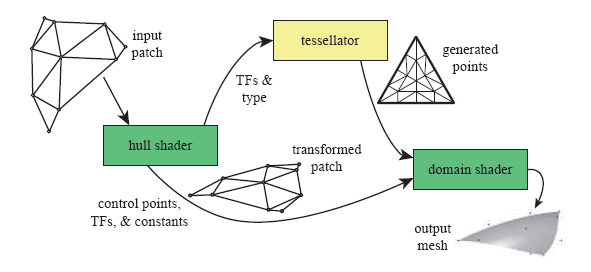 input
patch
tessellator
generated
points
TFs &
type
hull shader
transformed
patch
domain shader
control points,
TFs, & constants
output
mesh